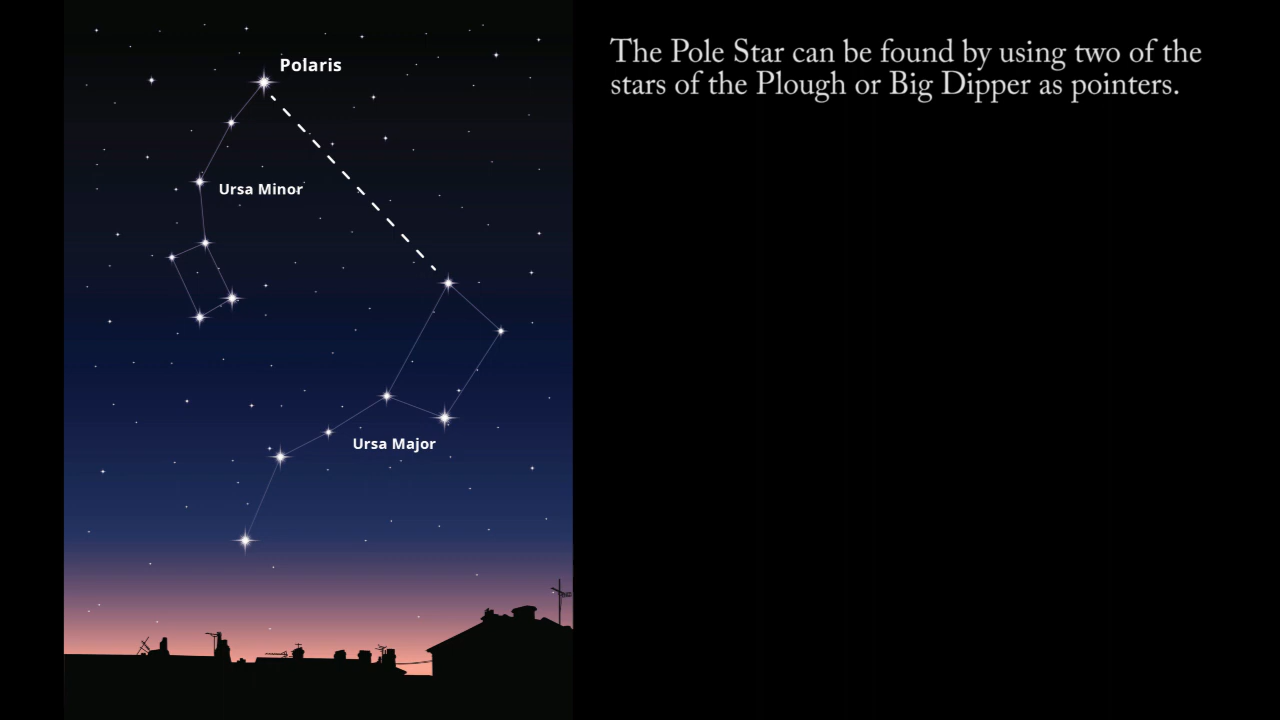 Polaris
Ursa Minor
Ursa Major
The Pole Star can be found by using two of the
stars of the Plough or Big Dipper as pointers.